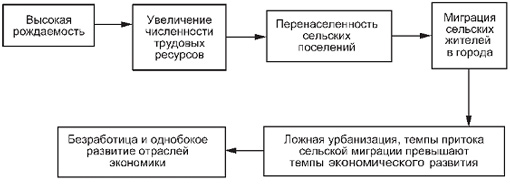 Высокая
рождаемость
Увеличение
численности
трудовых
ресурсов
Перенаселенность
сельских
поселений
Миграция
сельских
жителей
в города
Ложная урбанизация, темпы притока
сельской миграции превышают
темпы экономического развития
Безработица и однобокое
развитие отраслей
экономики